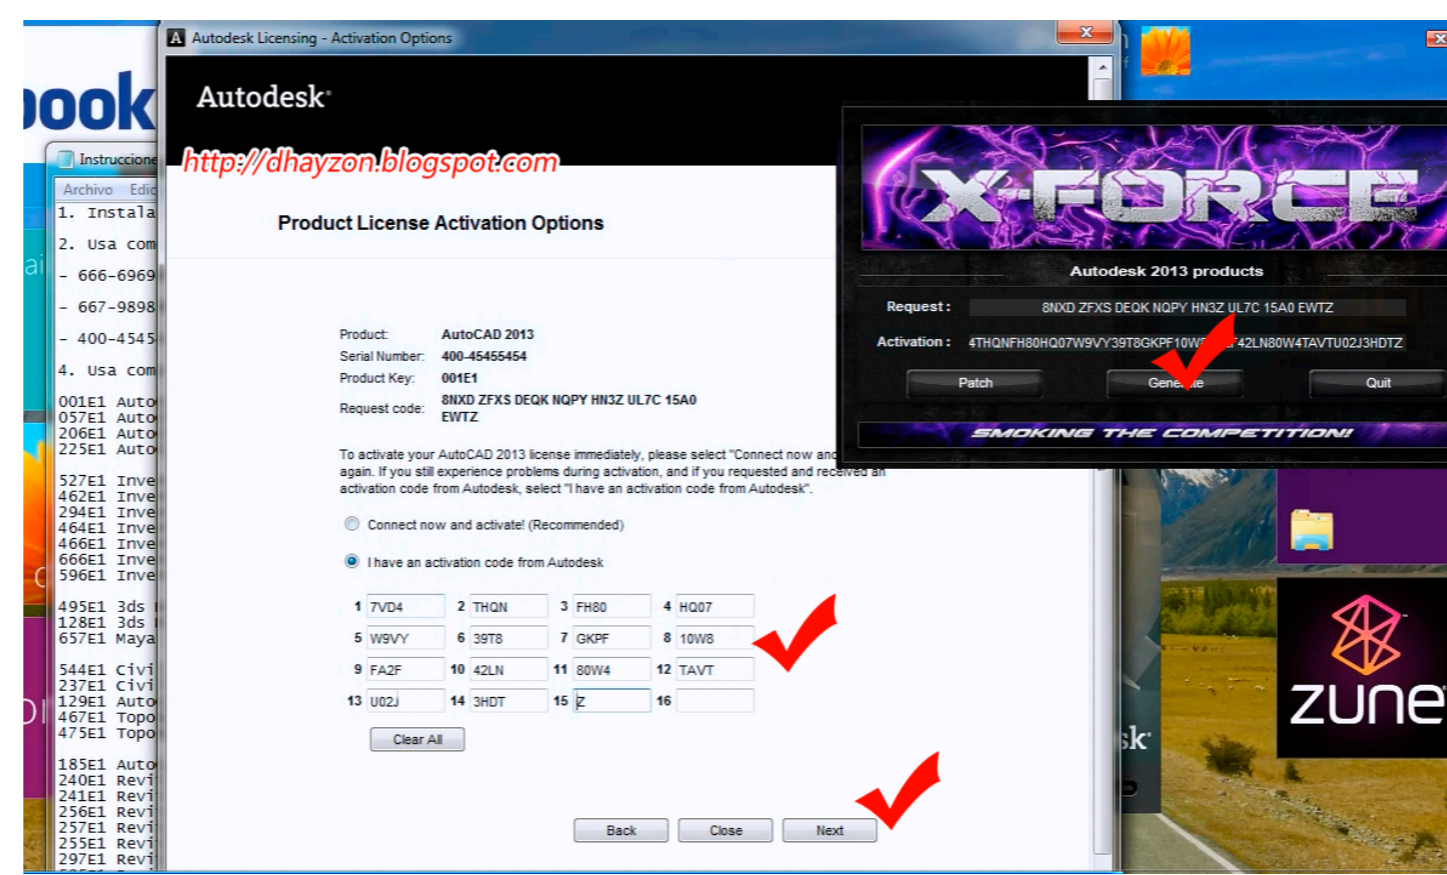 Autodesk Licensing - Activation Options
Autodesk
http://dhayzon.blogspot.com
Product License Activation Options
Product: AutoCAD 2013
Serial Number: 400-45455454
Product Key: 001E1
Request code: 8NXD ZFXS DEQK NQPY HN3Z UL7C 15A0
EWTZ
To activate your AutoCAD 2013 license immediately, please select "Connect now and
again. If you still experience problems during activation, and if you requested and received an
activation code from Autodesk, select "I have an activation code from Autodesk".
Connect now and activate! (Recommended)
I have an activation code from Autodesk
1 7VD4 2 THQN 3 FH80 4 HQ07
5 W9VY 6 39T8 7 GKPF 8 10W8
9 FA2F 10 42LN 11 80W4 12 TAVT
13 U02J 14 3HDT 15 Z 16
Clear All
Back Close Next
X-FORCE
Autodesk 2013 products
Request : 8NXD ZFXS DEQK NQPY HN3Z UL7C 15A0 EWTZ
Activation : 4THQNFH80HQ07W9VY39T8GKPF10W F42LN80W4TAVTU02J3HDTZ
Patch Generate Quit
SMOKING THE COMPETITION!
book
Instruccione
Archivo Edic
1. Instala
2. Usa com
- 666-6969
- 667-9898
- 400-4545
4. Usa com
001E1 Auto
057E1 Auto
206E1 Auto
225E1 Auto
527E1 Inve
462E1 Inve
294E1 Inve
464E1 Inve
466E1 Inve
666E1 Inve
596E1 Inve
495E1 3ds
128E1 3ds
657E1 Maya
544E1 Civi
237E1 Civi
129E1 Auto
467E1 Topo
475E1 Topo
185E1 Auto
240E1 Revi
241E1 Revi
256E1 Revi
257E1 Revi
255E1 Revi
297E1 Revi
zune
sk